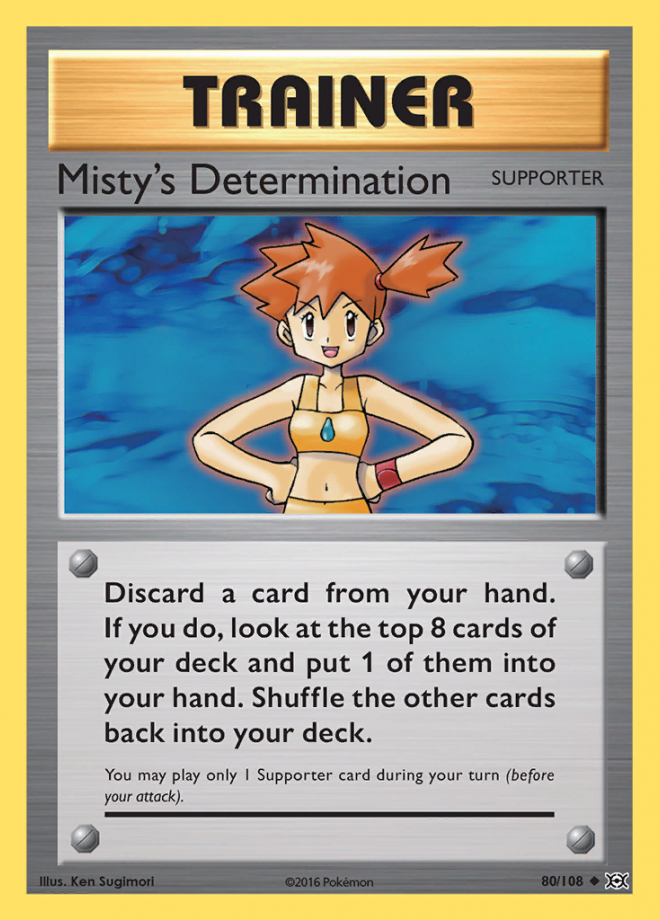 TRAINER
Misty's Determination SUPPORTER
Discard a card from your hand.
If you do, look at the top 8 cards of
your deck and put 1 of them into
your hand. Shuffle the other cards
back into your deck.
You may play only 1 Supporter card during your turn (before
your attack).
Illus. Ken Sugimori ©2016 Pokémon 80/108